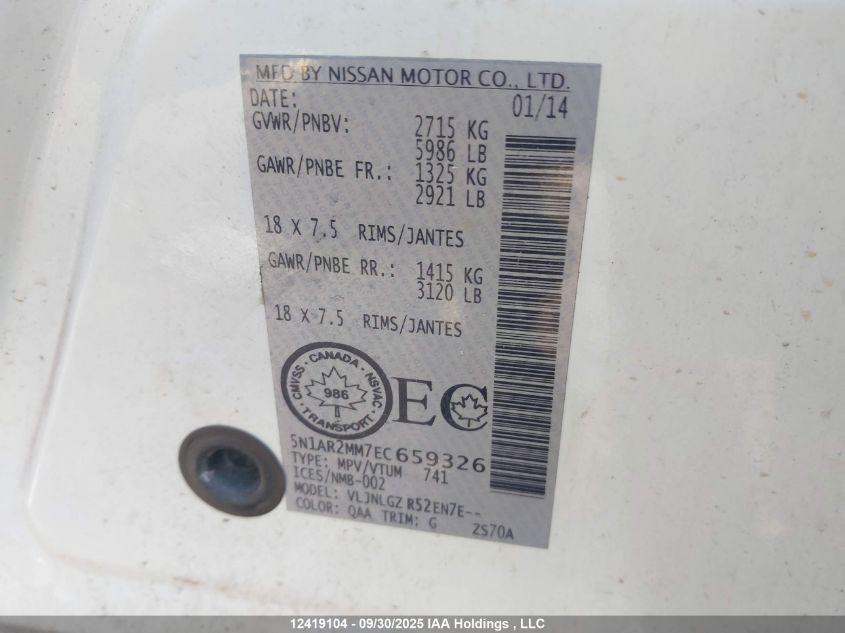 MFD BY NISSAN MOTOR CO., LTD.
DATE: 01/14
GVWR/PNBV: 2715 KG
5986 LB
GAWR/PNBE FR.: 1325 KG
2921 LB
18 X 7.5 RIMS/JANTES
GAWR/PNBE RR.: 1415 KG
3120 LB
18 X 7.5 RIMS/JANTES
CMVSS · CANADA · NSVAC
986
· TRANSPORT ·
EC
5N1AR2MM7EC659326
TYPE: MPV/VTUM 741
ICES/NMB-002
MODEL: VLJNLGZ R52EN7E--
COLOR: QAA TRIM: G ZS70A
12419104 - 09/30/2025 IAA Holdings , LLC